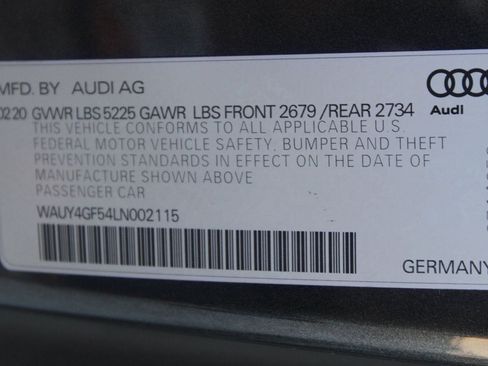 MFD. BY AUDI AG
0220 GVWR LBS 5225 GAWR LBS FRONT 2679 /REAR 2734
Audi
THIS VEHICLE CONFORMS TO ALL APPLICABLE U.S.
FEDERAL MOTOR VEHICLE SAFETY, BUMPER AND THEFT
PREVENTION STANDARDS IN EFFECT ON THE DATE OF
MANUFACTURE SHOWN ABOVE
PASSENGER CAR
WAUY4GF54LN002115
GERMANY